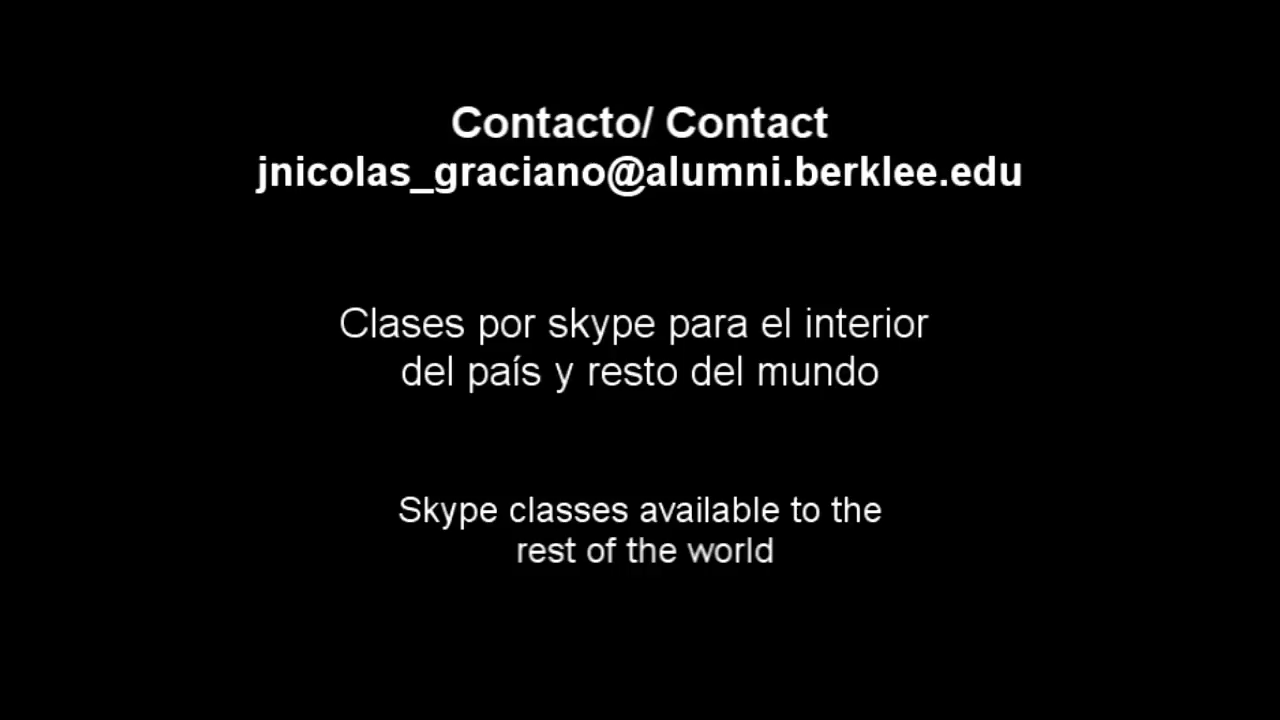 Contacto/ Contact
jnicolas_graciano@alumni.berklee.edu
Clases por skype para el interior
del país y resto del mundo
Skype classes available to the
rest of the world